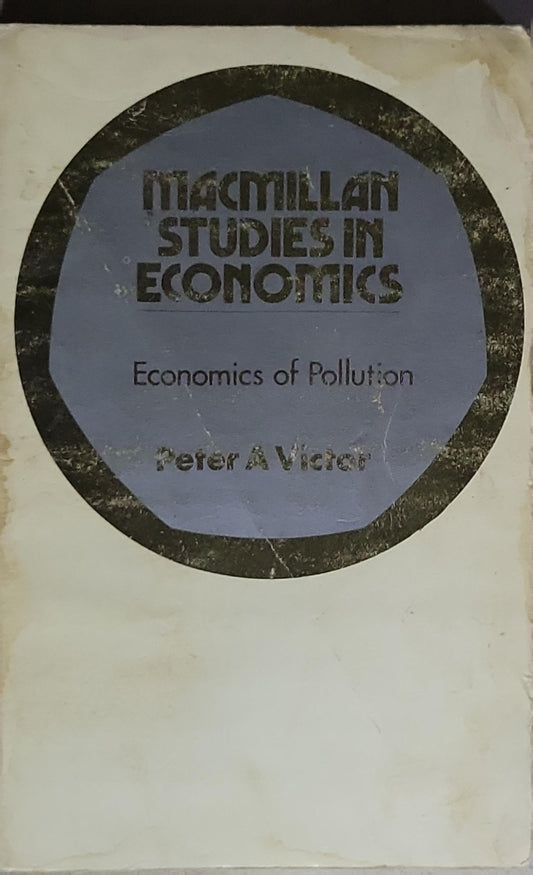 MACMILLAN
STUDIES IN
ECONOMICS
Economics of Pollution
Peter A Victor